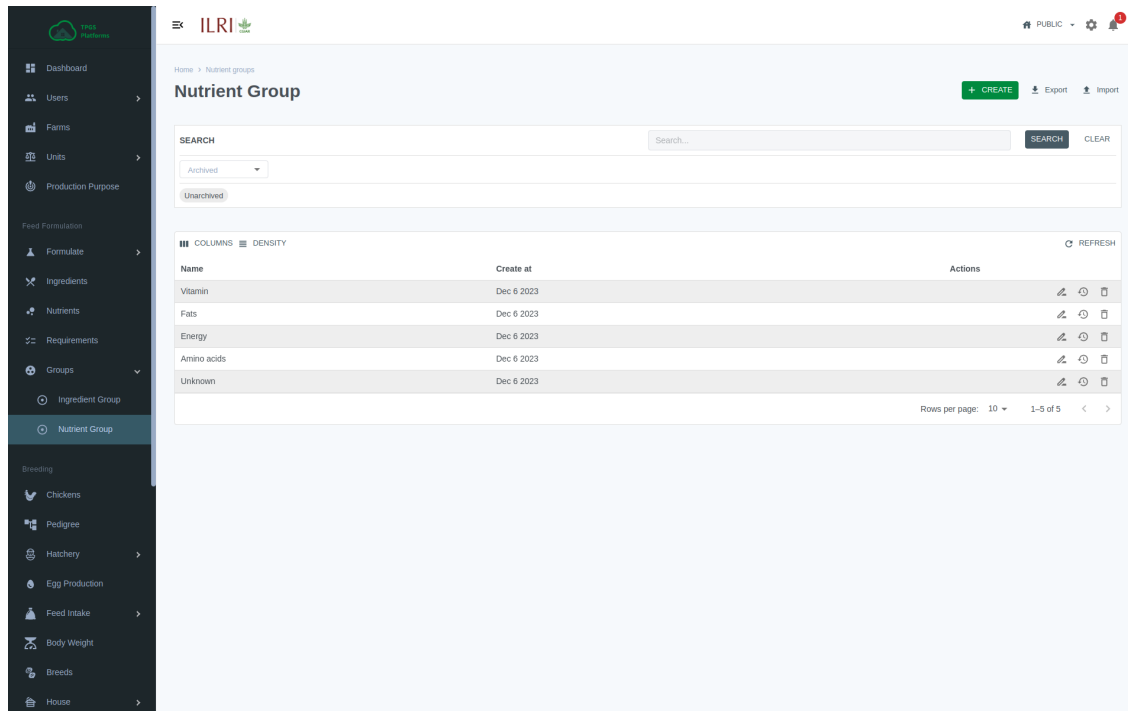 TPGS
Platforms
Dashboard
Users
Farms
Units
Production Purpose
Feed Formulation
Formulate
Ingredients
Nutrients
Requirements
Groups
Ingredient Group
Nutrient Group
Breeding
Chickens
Pedigree
Hatchery
Egg Production
Feed Intake
Body Weight
Breeds
House
ILRI
CGIAR
PUBLIC
1
Home > Nutrient groups
Nutrient Group
+ CREATE Export Import
SEARCH Search... SEARCH CLEAR
Archived
Unarchived
COLUMNS DENSITY REFRESH
Name Create at Actions
Vitamin Dec 6 2023
Fats Dec 6 2023
Energy Dec 6 2023
Amino acids Dec 6 2023
Unknown Dec 6 2023
Rows per page: 10 1–5 of 5